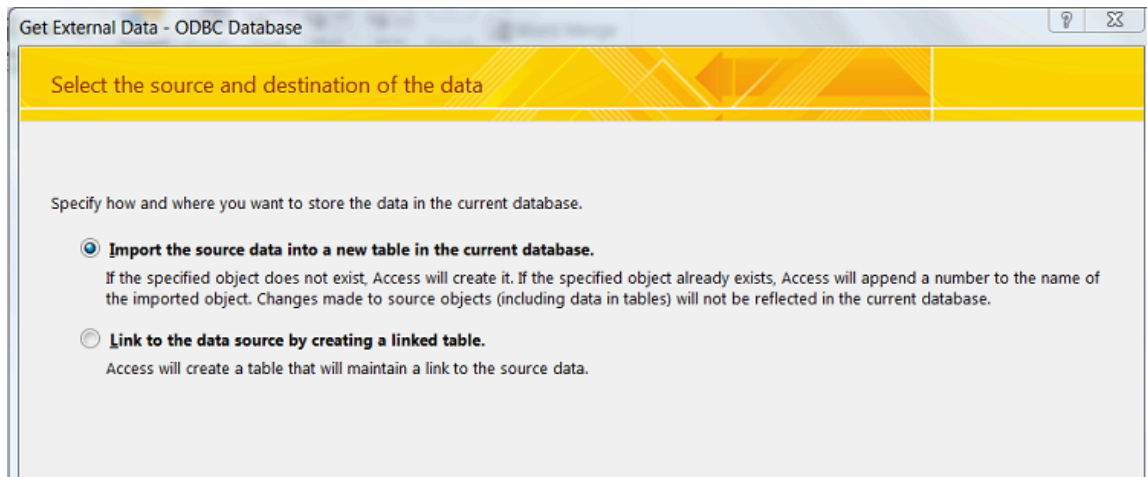 Get External Data - ODBC Database
Select the source and destination of the data
Specify how and where you want to store the data in the current database.
Import the source data into a new table in the current database.
If the specified object does not exist, Access will create it. If the specified object already exists, Access will append a number to the name of
the imported object. Changes made to source objects (including data in tables) will not be reflected in the current database.
Link to the data source by creating a linked table.
Access will create a table that will maintain a link to the source data.